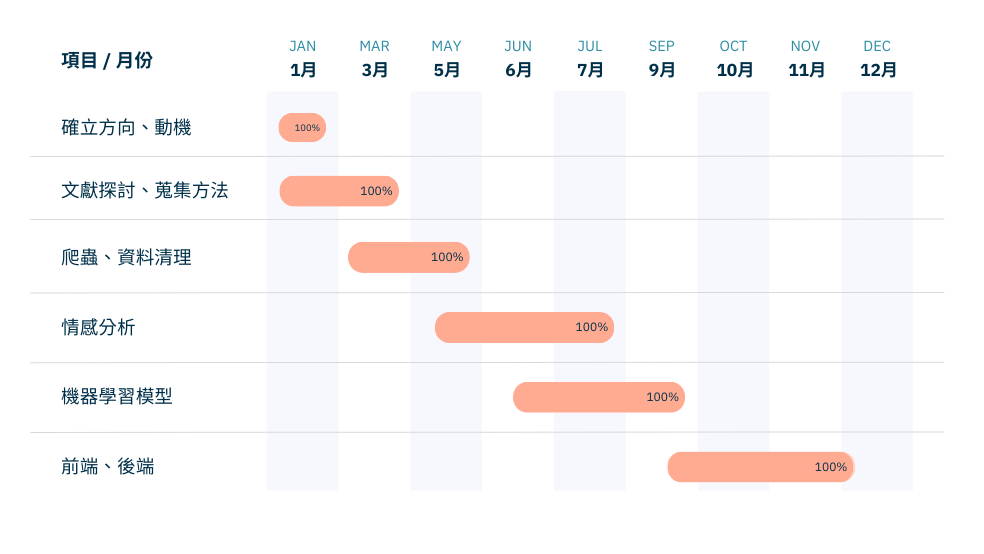 項目 / 月份
JAN MAR MAY JUN JUL SEP OCT NOV DEC
1月 3月 5月 6月 7月 9月 10月 11月 12月
確立方向、動機 100%
文獻探討、蒐集方法 100%
爬蟲、資料清理 100%
情感分析 100%
機器學習模型 100%
前端、後端 100%